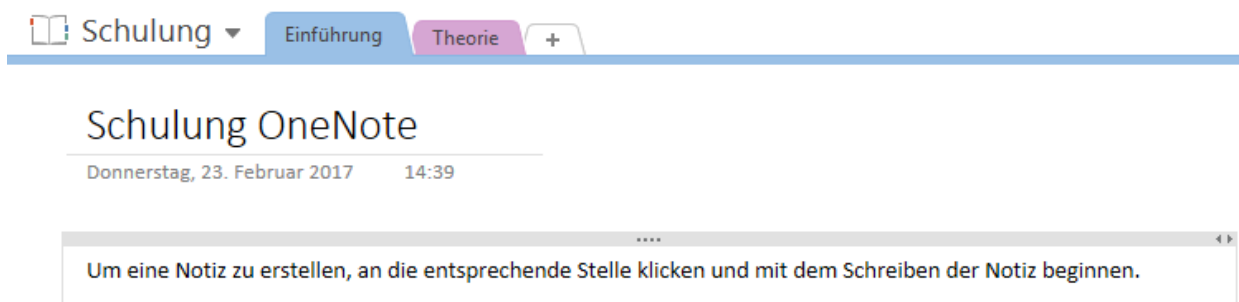 Schulung Einführung Theorie +
Schulung OneNote
Donnerstag, 23. Februar 2017 14:39
Um eine Notiz zu erstellen, an die entsprechende Stelle klicken und mit dem Schreiben der Notiz beginnen.